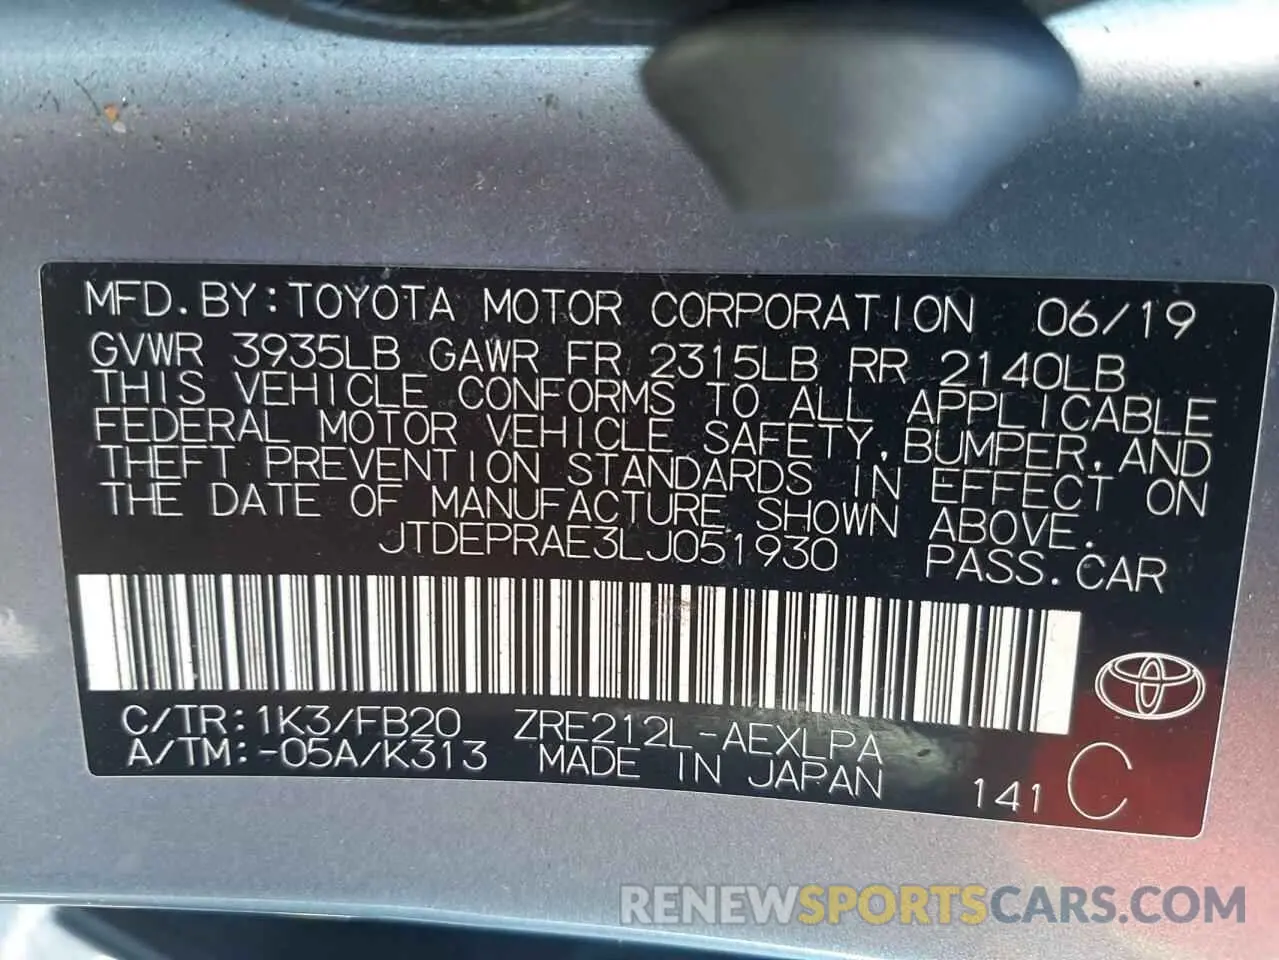 MFD.BY:TOYOTA MOTOR CORPORATION 06/19
GVWR 3935LB GAWR FR 2315LB RR 2140LB
THIS VEHICLE CONFORMS TO ALL APPLICABLE
FEDERAL MOTOR VEHICLE SAFETY,BUMPER,AND
THEFT PREVENTION STANDARDS IN EFFECT ON
THE DATE OF MANUFACTURE SHOWN ABOVE.
JTDEPRAE3LJ051930 PASS.CAR
C/TR:1K3/FB20 ZRE212L-AEXLPA
A/TM:-05A/K313 MADE IN JAPAN 141 C
RENEWSPORTSCARS.COM